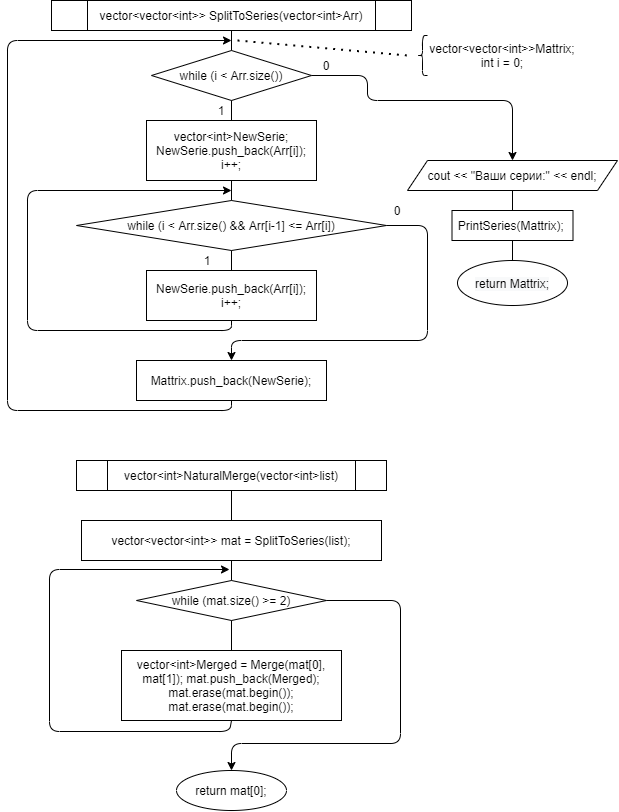 vector<vector<int>> SplitToSeries(vector<int>Arr)
vector<vector<int>>Mattrix;
int i = 0;
while (i < Arr.size())
0
1
vector<int>NewSerie;
NewSerie.push_back(Arr[i]);
i++;
cout << "Ваши серии:" << endl;
while (i < Arr.size() && Arr[i-1] <= Arr[i])
0
PrintSeries(Mattrix);
1
NewSerie.push_back(Arr[i]);
i++;
return Mattrix;
Mattrix.push_back(NewSerie);
vector<int>NaturalMerge(vector<int>list)
vector<vector<int>> mat = SplitToSeries(list);
while (mat.size() >= 2)
vector<int>Merged = Merge(mat[0],
mat[1]); mat.push_back(Merged);
mat.erase(mat.begin());
mat.erase(mat.begin());
return mat[0];